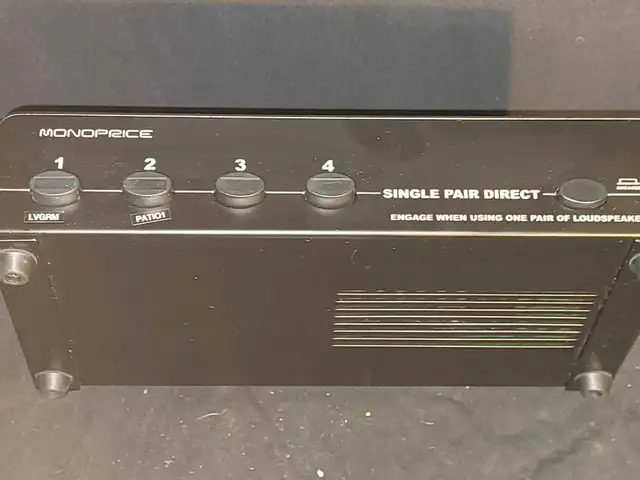 MONOPRICE
1 2 3 4
SINGLE PAIR DIRECT
LVGRM PATIO1
ENGAGE WHEN USING ONE PAIR OF LOUDSPEAKE